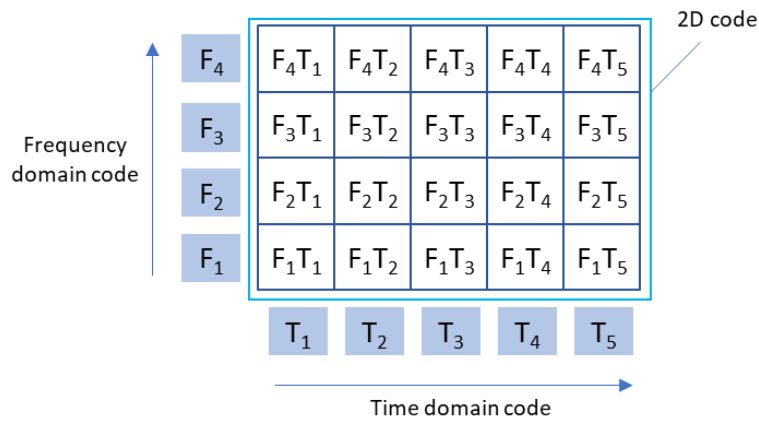 2D code
F₄ F₄T₁ F₄T₂ F₄T₃ F₄T₄ F₄T₅
F₃ F₃T₁ F₃T₂ F₃T₃ F₃T₄ F₃T₅
Frequency
domain code
F₂ F₂T₁ F₂T₂ F₂T₃ F₂T₄ F₂T₅
F₁ F₁T₁ F₁T₂ F₁T₃ F₁T₄ F₁T₅
T₁ T₂ T₃ T₄ T₅
Time domain code